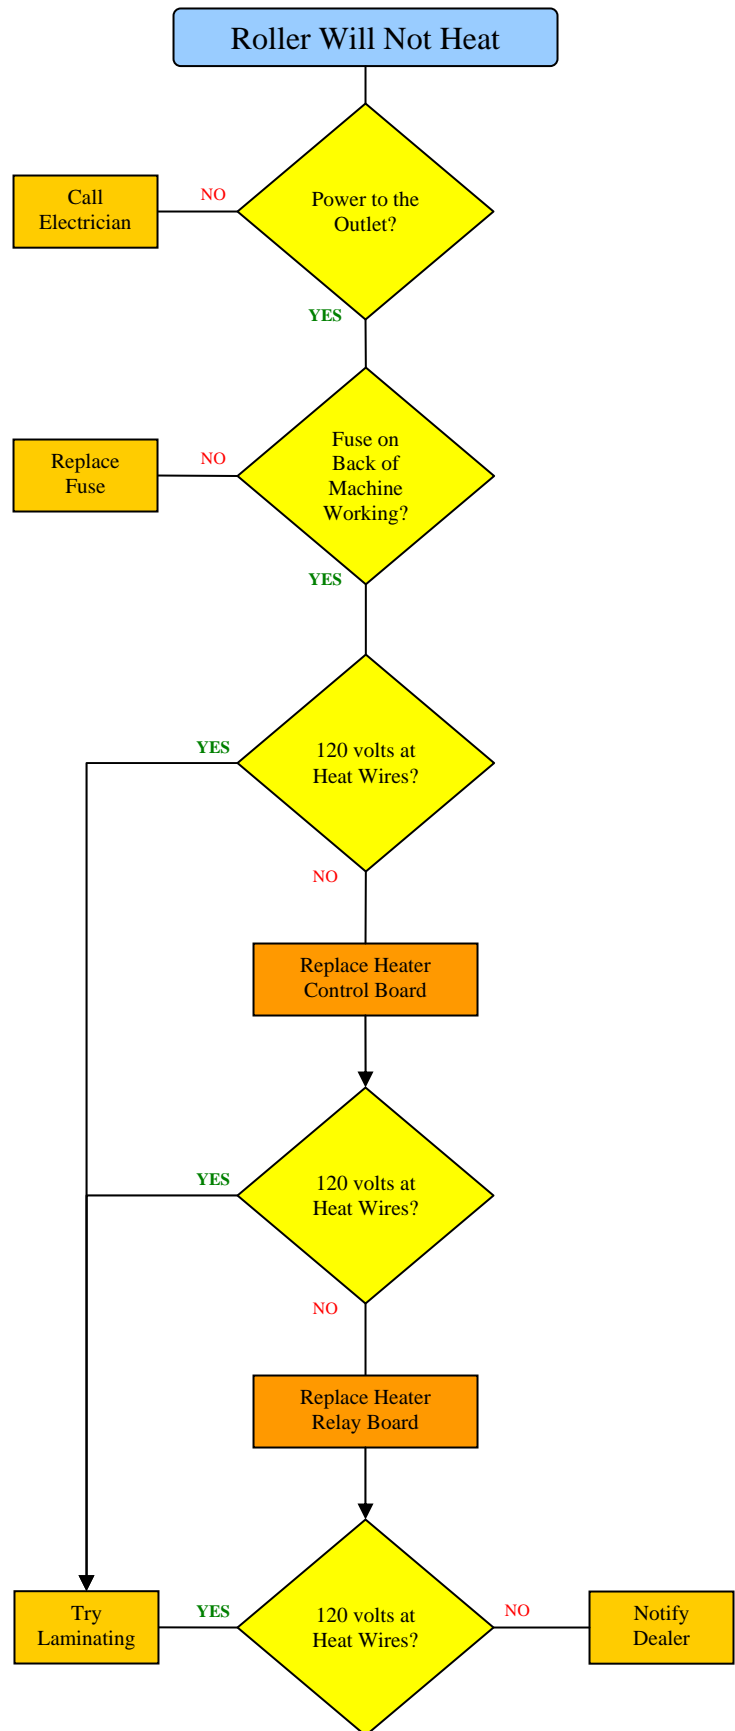 Roller Will Not Heat
Power to the
Outlet?
NO
Call
Electrician
YES
Fuse on
Back of
Machine
Working?
NO
Replace
Fuse
YES
120 volts at
Heat Wires?
YES
NO
Replace Heater
Control Board
120 volts at
Heat Wires?
YES
NO
Replace Heater
Relay Board
120 volts at
Heat Wires?
YES
Try
Laminating
NO
Notify
Dealer